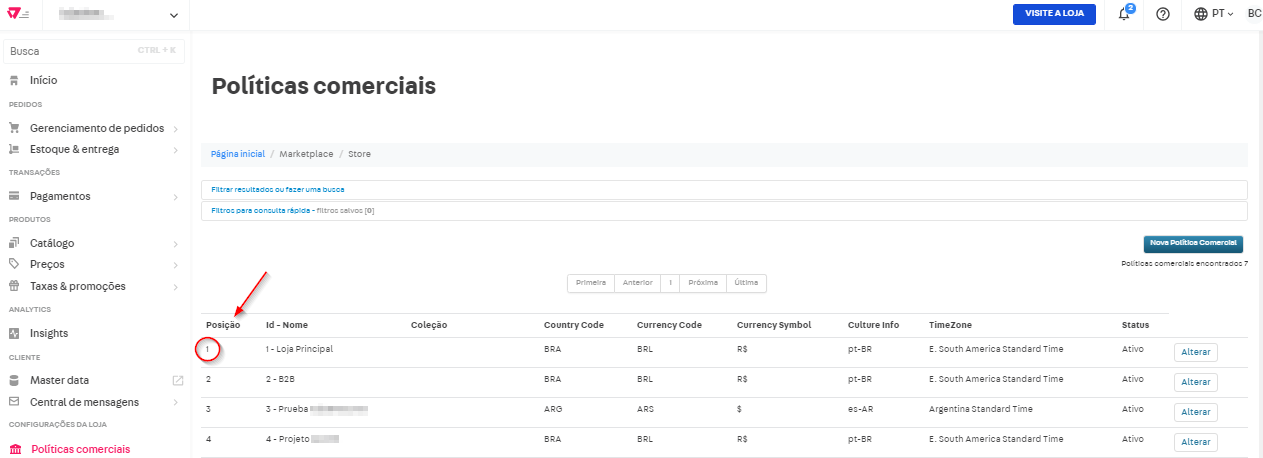 VISITE A LOJA
2
PT
BC
Busca
CTRL + K
Início
PEDIDOS
Gerenciamento de pedidos
Estoque & entrega
TRANSAÇÕES
Pagamentos
PRODUTOS
Catálogo
Preços
Taxas & promoções
ANALYTICS
Insights
CLIENTE
Master data
Central de mensagens
CONFIGURAÇÕES DA LOJA
Políticas comerciais
Políticas comerciais
Página inicial / Marketplace / Store
Filtrar resultados ou fazer uma busca
Filtros para consulta rápida - filtros salvos [0]
Nova Política Comercial
Políticas comerciais encontrados 7
Primeira Anterior 1 Próxima Última
Posição Id - Nome Coleção Country Code Currency Code Currency Symbol Culture Info TimeZone Status
1 1 - Loja Principal BRA BRL R$ pt-BR E. South America Standard Time Ativo Alterar
2 2 - B2B BRA BRL R$ pt-BR E. South America Standard Time Ativo Alterar
3 3 - Prueba ARG ARS $ es-AR Argentina Standard Time Ativo Alterar
4 4 - Projeto BRA BRL R$ pt-BR E. South America Standard Time Ativo Alterar